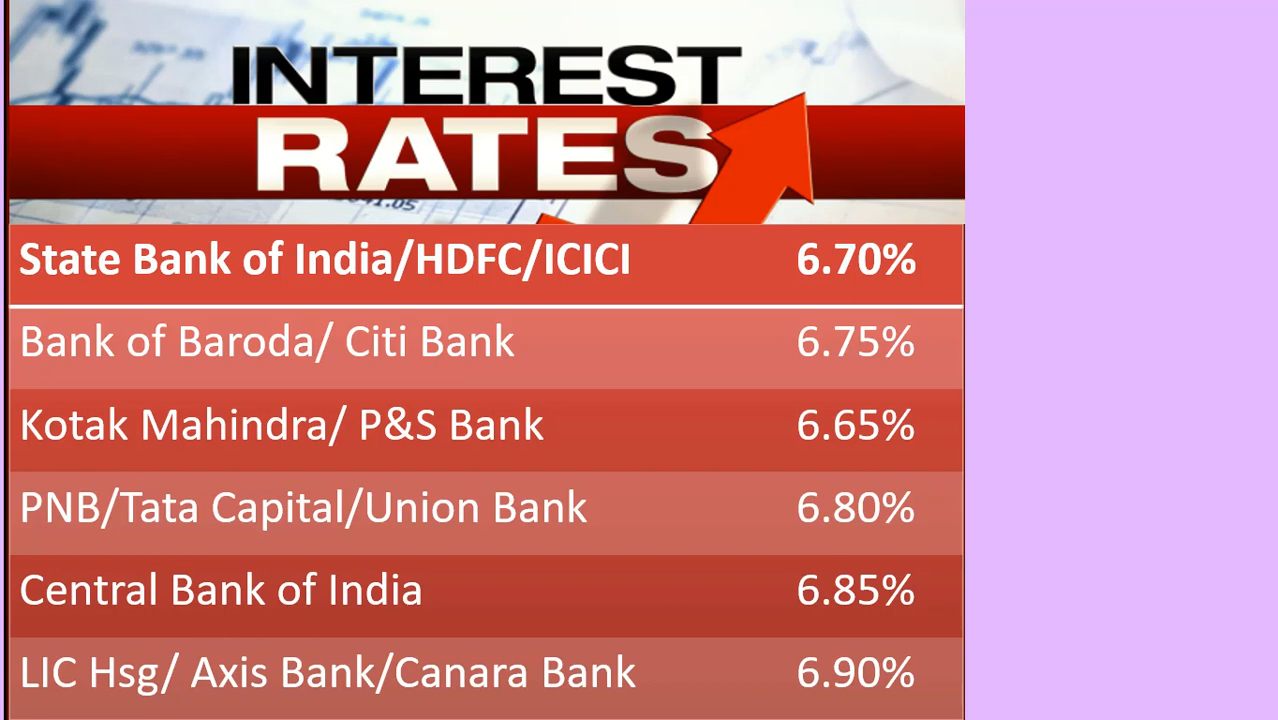 INTEREST
RATES
State Bank of India/HDFC/ICICI 6.70%
Bank of Baroda/ Citi Bank 6.75%
Kotak Mahindra/ P&S Bank 6.65%
PNB/Tata Capital/Union Bank 6.80%
Central Bank of India 6.85%
LIC Hsg/ Axis Bank/Canara Bank 6.90%